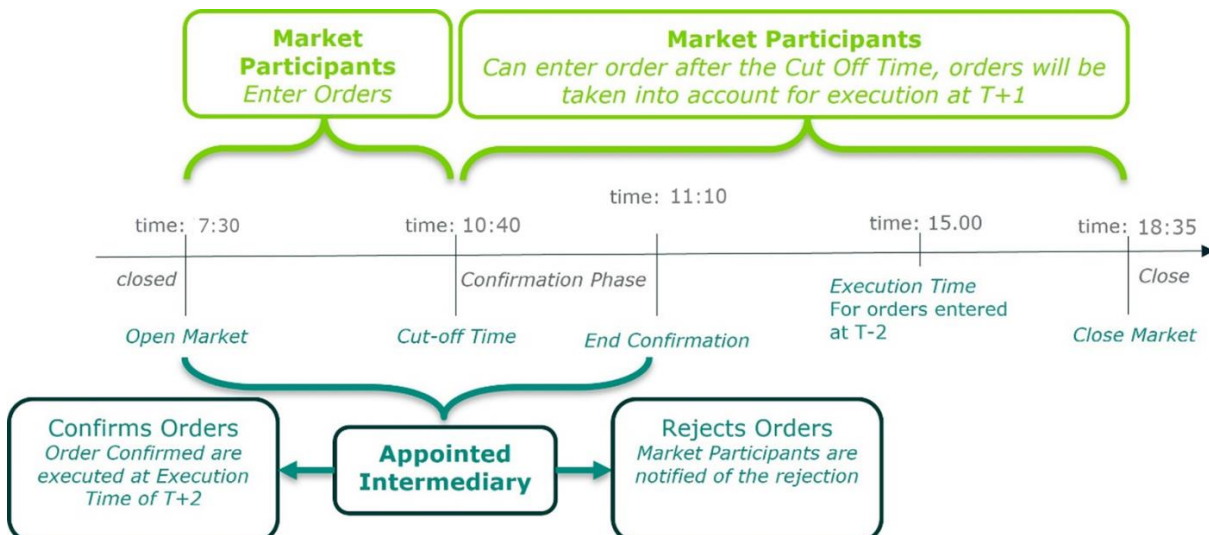 Market
Participants
Enter Orders
Market Participants
Can enter order after the Cut Off Time, orders will be
taken into account for execution at T+1
time: 7:30
time: 10:40
time: 11:10
time: 15.00
time: 18:35
closed
Confirmation Phase
Close
Open Market
Cut-off Time
End Confirmation
Execution Time
For orders entered
at T-2
Close Market
Confirms Orders
Order Confirmed are
executed at Execution
Time of T+2
Appointed
Intermediary
Rejects Orders
Market Participants are
notified of the rejection